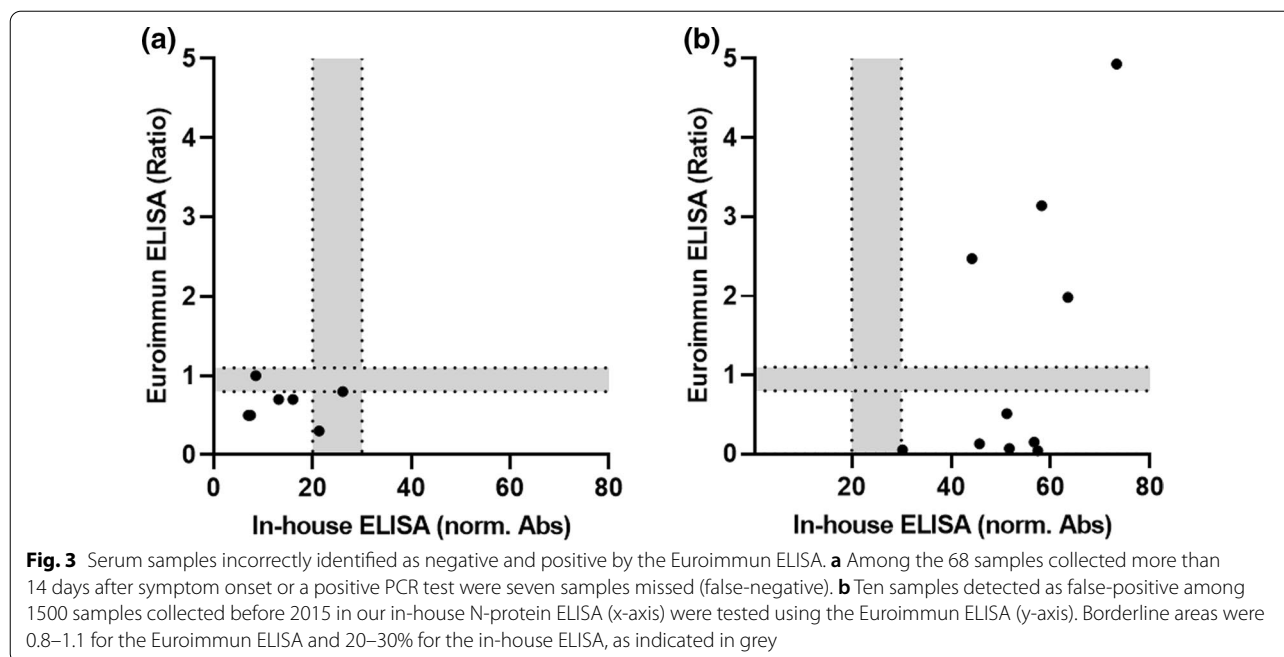 (a)
5
4
3
2
1
0
Euroimmun ELISA (Ratio)
0 20 40 60 80
In-house ELISA (norm. Abs)
(b)
5
4
3
2
1
0
Euroimmun ELISA (Ratio)
20 40 60 80
In-house ELISA (norm. Abs)
Fig. 3 Serum samples incorrectly identified as negative and positive by the Euroimmun ELISA. a Among the 68 samples collected more than
14 days after symptom onset or a positive PCR test were seven samples missed (false-negative). b Ten samples detected as false-positive among
1500 samples collected before 2015 in our in-house N-protein ELISA (x-axis) were tested using the Euroimmun ELISA (y-axis). Borderline areas were
0.8–1.1 for the Euroimmun ELISA and 20–30% for the in-house ELISA, as indicated in grey